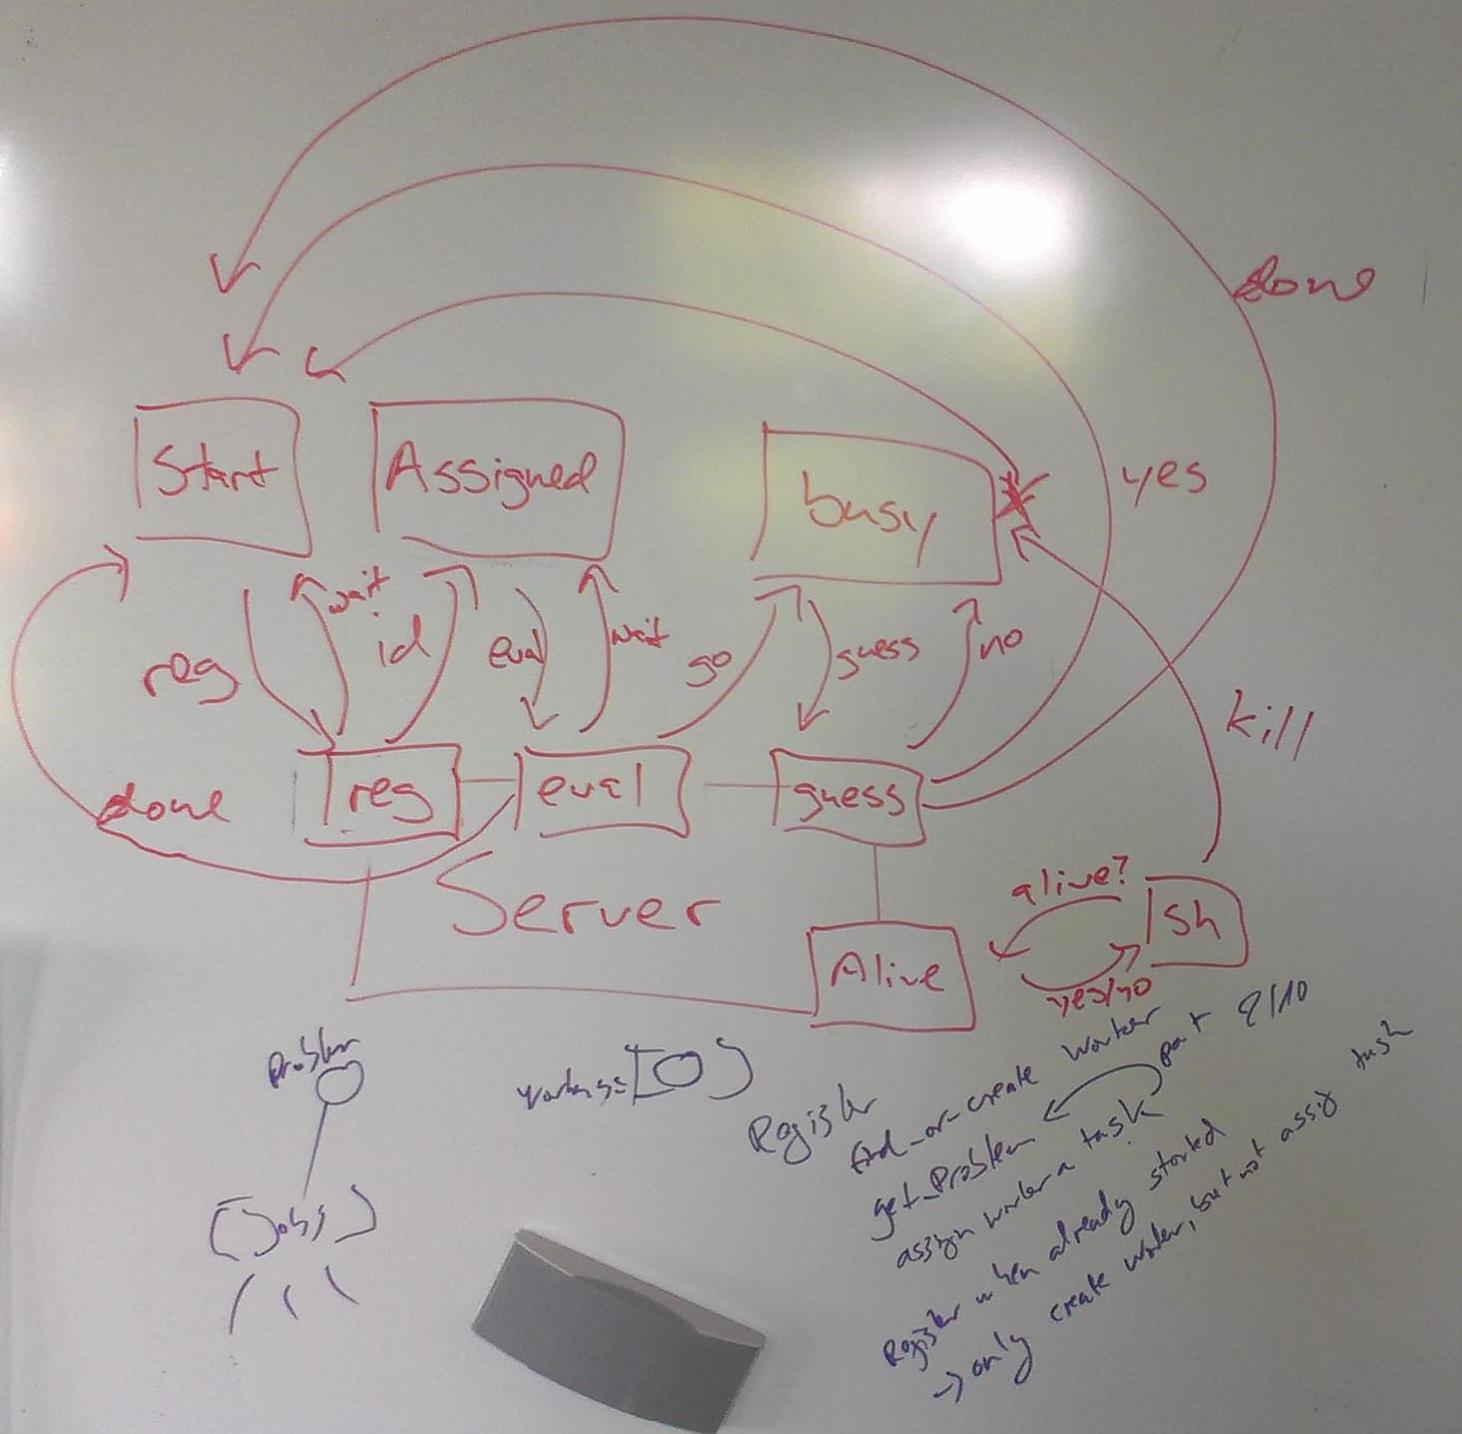 done
Start
Assigned
busy
yes
reg
wait
id
eval
wait
go
guess
no
kill
done
reg
eval
guess
Server
alive?
Sh
Alive
yes/no
Problem
workers=[O]
[Jobs]
Register
find_or_create worker
get_Problem
part 2/10
assign worker a task
Register when already started
-> only create worker, but not assign task